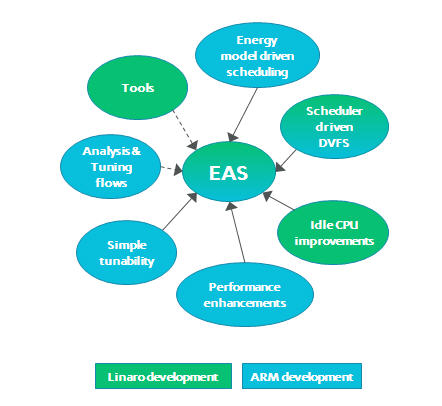 Energy
model driven
scheduling
Tools
Scheduler
driven
DVFS
Analysis &
Tuning
flows
EAS
Idle CPU
improvements
Simple
tunability
Performance
enhancements
Linaro development
ARM development